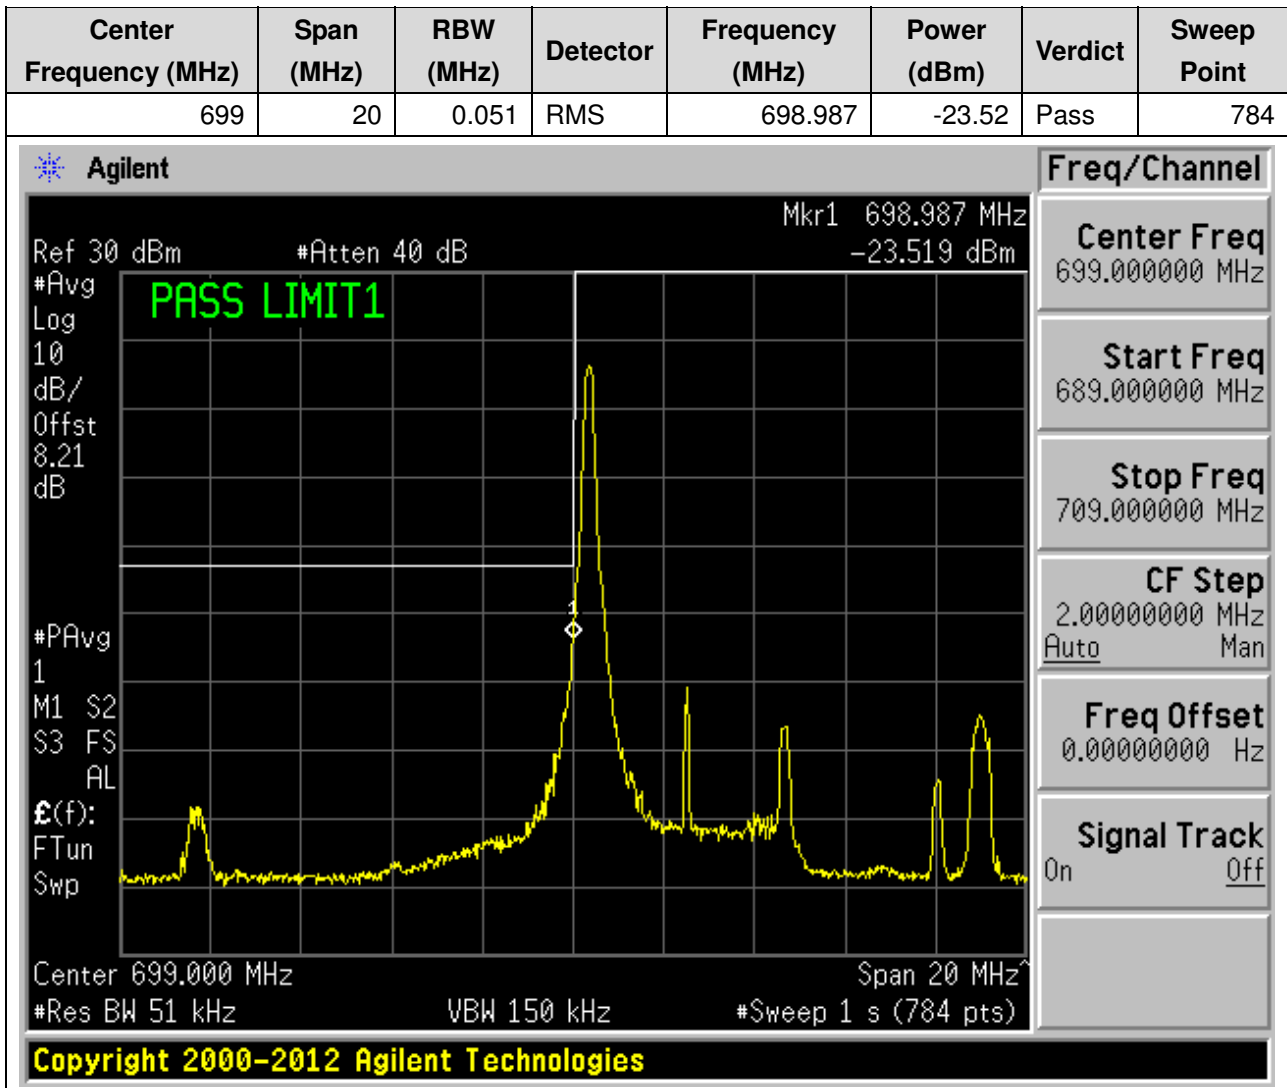 Center Frequency (MHz) Span (MHz) RBW (MHz) Detector Frequency (MHz) Power (dBm) Verdict Sweep Point
699 20 0.051 RMS 698.987 -23.52 Pass 784
Agilent
Freq/Channel
Mkr1 698.987 MHz
Ref 30 dBm #Atten 40 dB -23.519 dBm
#Avg
Log
10
dB/
Offst
8.21
dB
PASS LIMIT1
1
#PAvg
1
M1 S2
S3 FS
AL
£(f):
FTun
Swp
Center 699.000 MHz Span 20 MHz^
#Res BW 51 kHz VBW 150 kHz #Sweep 1 s (784 pts)
Center Freq
699.000000 MHz
Start Freq
689.000000 MHz
Stop Freq
709.000000 MHz
CF Step
2.00000000 MHz
Auto Man
Freq Offset
0.00000000 Hz
Signal Track
On Off
Copyright 2000-2012 Agilent Technologies